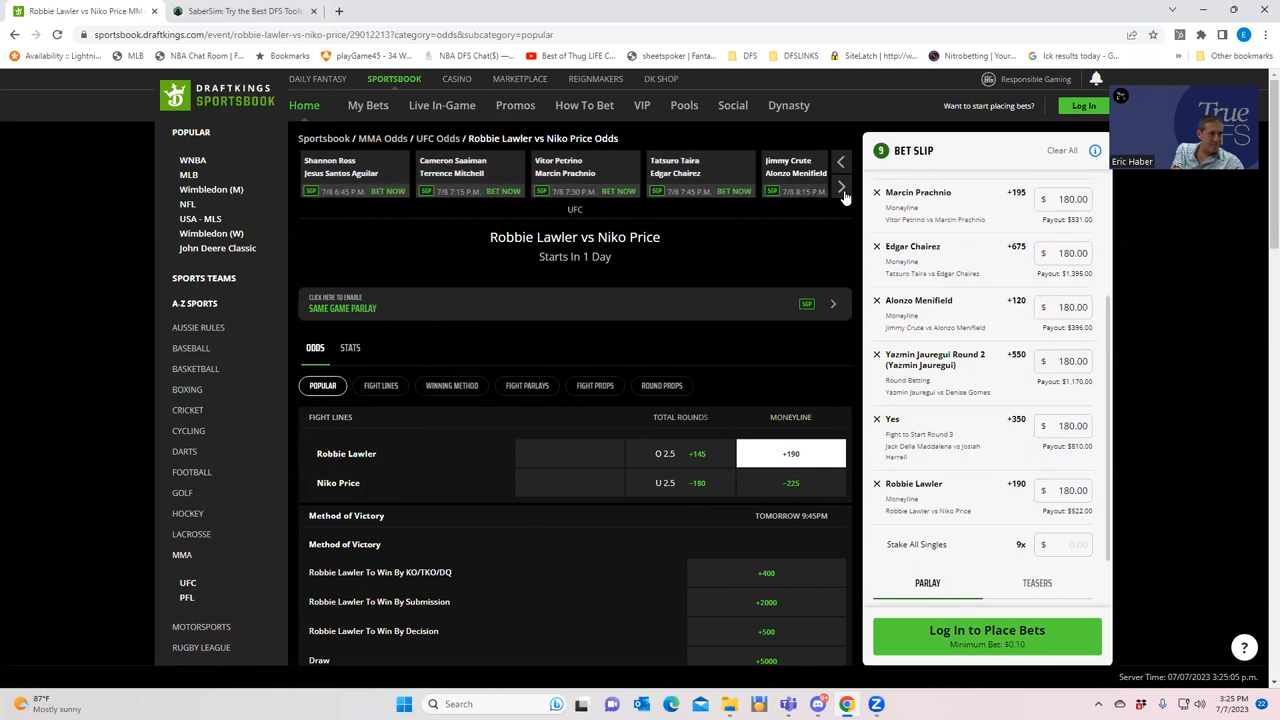 Robbie Lawler vs Niko Price MM
SaberSim: Try the Best DFS Tools
sportsbook.draftkings.com/event/robbie-lawler-vs-niko-price/29012213?category=odds&subcategory=popular
E
Availability :: Lightni...
MLB
NBA Chat Room / F...
Bookmarks
playGame45 - 34 W...
NBA DFS CONT($) -...
Best of Thug LIFE C...
sheetspoker : Texas...
DFS
DFSLINKS
SiteLatch | http://w...
Nitrobetting | Your...
Ick results today - G...
Other bookmarks
DRAFTKINGS
SPORTSBOOK
DAILY FANTASY
SPORTSBOOK
CASINO
MARKETPLACE
REIGNMAKERS
DK SHOP
Responsible Gaming
Home
My Bets
Live In-Game
Promos
How To Bet
VIP
Pools
Social
Dynasty
Want to start placing bets?
Log In
POPULAR
WNBA
MLB
Wimbledon (M)
NFL
USA - MLS
Wimbledon (W)
John Deere Classic
SPORTS TEAMS
A-Z SPORTS
AUSSIE RULES
BASEBALL
BASKETBALL
BOXING
CRICKET
CYCLING
DARTS
FOOTBALL
GOLF
HOCKEY
LACROSSE
MMA
UFC
PFL
MOTORSPORTS
RUGBY LEAGUE
Sportsbook / MMA Odds / UFC Odds / Robbie Lawler vs Niko Price Odds
Shannon Ross
Jesus Santos Aguilar
SGP 7/8 6:45 P.M. BET NOW
Cameron Saaiman
Terrence Mitchell
SGP 7/8 7:15 P.M. BET NOW
Vitor Petrino
Marcin Prachnio
SGP 7/8 7:30 P.M. BET NOW
Tatsuro Taira
Edgar Chairez
SGP 7/8 7:45 P.M. BET NOW
Jimmy Crute
Alonzo Menifield
SGP 7/8 8:15 P.M.
UFC
Robbie Lawler vs Niko Price
Starts In 1 Day
CLICK HERE TO ENABLE
SAME GAME PARLAY
SGP
ODDS
STATS
POPULAR
FIGHT LINES
WINNING METHOD
FIGHT PARLAYS
FIGHT PROPS
ROUND PROPS
FIGHT LINES
TOTAL ROUNDS
MONEYLINE
Robbie Lawler
O 2.5 +145
+190
Niko Price
U 2.5 −180
−225
Method of Victory
TOMORROW 9:45PM
Method of Victory
Robbie Lawler To Win By KO/TKO/DQ
+400
Robbie Lawler To Win By Submission
+2000
Robbie Lawler To Win By Decision
+500
Draw
+5000
9 BET SLIP
Clear All
Marcin Prachnio +195
$ 180.00
Moneyline
Vitor Petrino vs Marcin Prachnio
Payout: $531.00
Edgar Chairez +675
$ 180.00
Moneyline
Tatsuro Taira vs Edgar Chairez
Payout: $1,395.00
Alonzo Menifield +120
$ 180.00
Moneyline
Jimmy Crute vs Alonzo Menifield
Payout: $396.00
Yazmin Jauregui Round 2 +550
(Yazmin Jauregui)
$ 180.00
Round Betting
Payout: $1,170.00
Yazmin Jauregui vs Denise Gomes
Yes +350
$ 180.00
Fight to Start Round 3
Jack Della Maddalena vs Josiah
Harrell
Payout: $810.00
Robbie Lawler +190
$ 180.00
Moneyline
Robbie Lawler vs Niko Price
Payout: $522.00
Stake All Singles 9x $ 0.00
PARLAY
TEASERS
Log In to Place Bets
Minimum Bet: $0.10
True
DFS
Eric Haber
?
Server Time: 07/07/2023 3:25:05 p.m.
87°F
Mostly sunny
Search
3:25 PM
7/7/2023
22